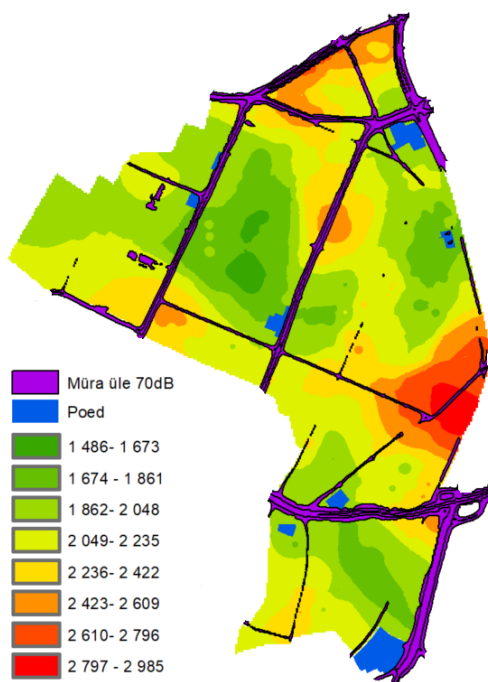 Müra üle 70dB
Poed
1 486- 1 673
1 674 - 1 861
1 862- 2 048
2 049- 2 235
2 236- 2 422
2 423- 2 609
2 610- 2 796
2 797 - 2 985